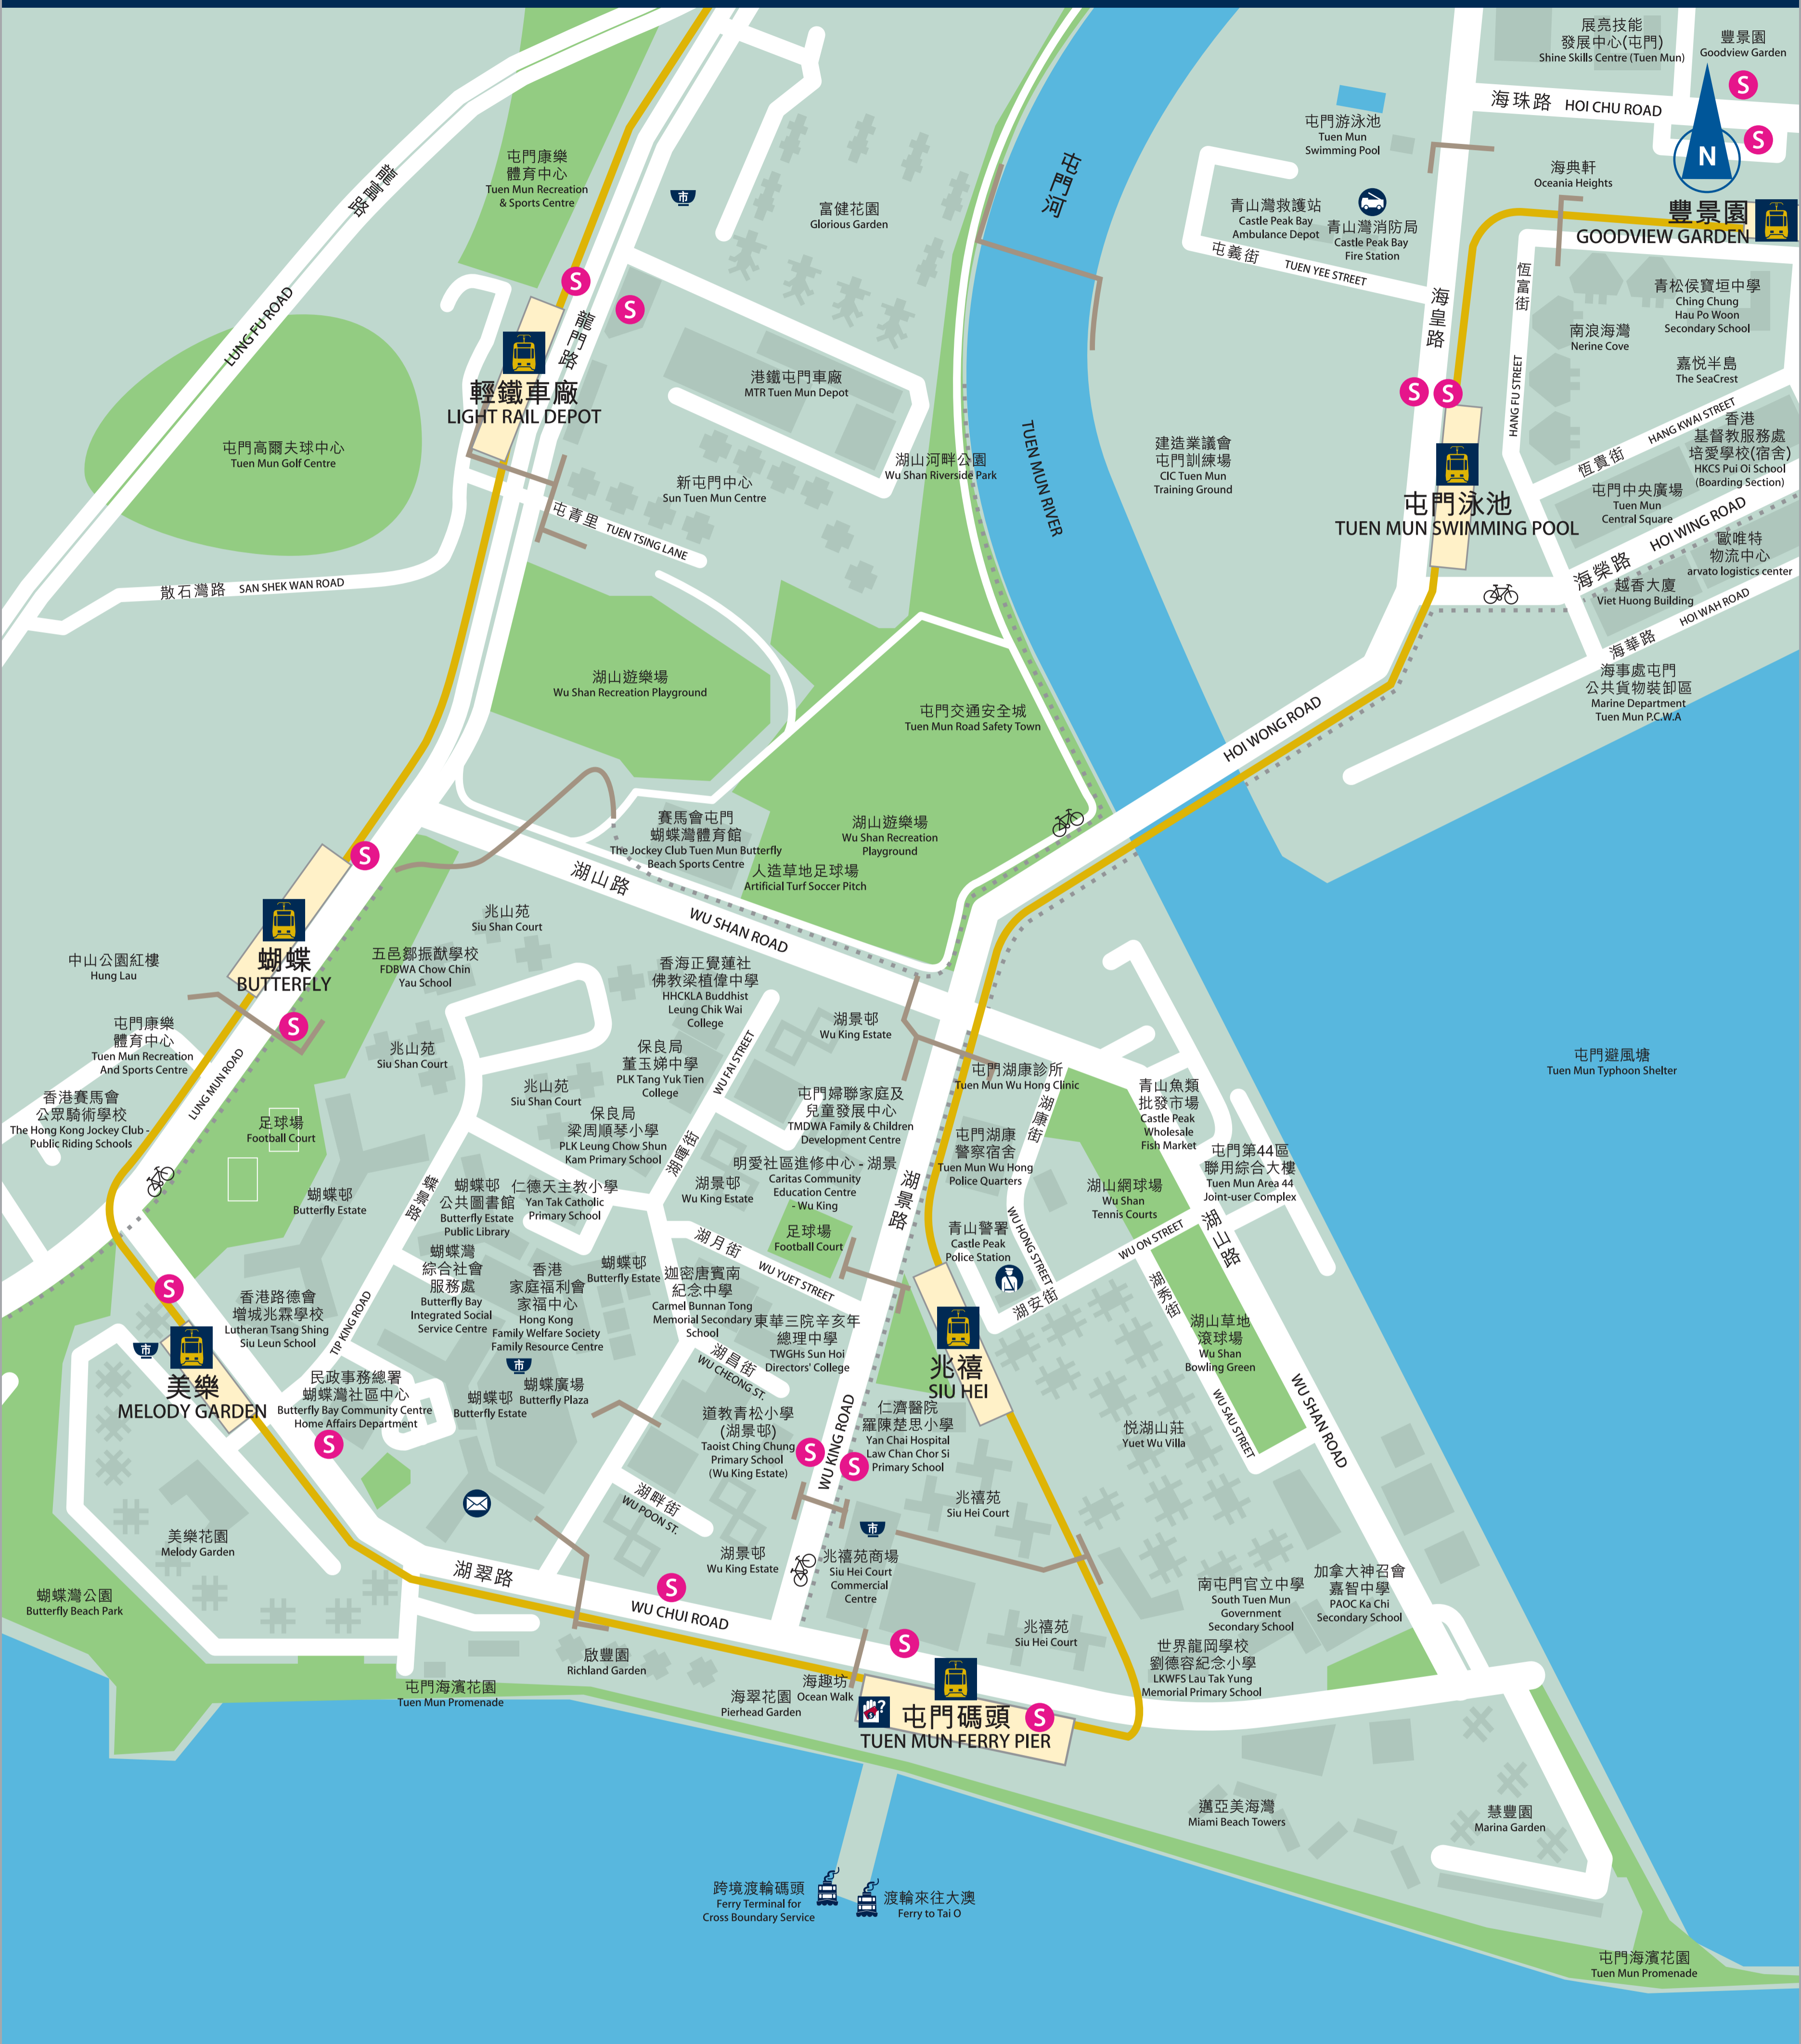 展亮技能
發展中心(屯門)
Shine Skills Centre (Tuen Mun)
豐景園
Goodview Garden
S
海珠路 HOI CHU ROAD
S
N
屯門游泳池
Tuen Mun
Swimming Pool
海典軒
Oceania Heights
豐景園
GOODVIEW GARDEN
屯門康樂
體育中心
Tuen Mun Recreation
& Sports Centre
龍富路
LUNG FU ROAD
市
富健花園
Glorious Garden
屯門河
TUEN MUN RIVER
青山灣救護站
Castle Peak Bay
Ambulance Depot
青山灣消防局
Castle Peak Bay
Fire Station
屯義街 TUEN YEE STREET
海皇路
恆富街
HANG FU STREET
青松侯寶垣中學
Ching Chung
Hau Po Woon
Secondary School
南浪海灣
Nerine Cove
嘉悦半島
The SeaCrest
S
S
龍門路
輕鐵車廠
LIGHT RAIL DEPOT
港鐵屯門車廠
MTR Tuen Mun Depot
S
S
恆貴街 HANG KWAI STREET
香港
基督教服務處
培愛學校(宿舍)
HKCS Pui Oi School
(Boarding Section)
屯門高爾夫球中心
Tuen Mun Golf Centre
新屯門中心
Sun Tuen Mun Centre
湖山河畔公園
Wu Shan Riverside Park
建造業議會
屯門訓練場
CIC Tuen Mun
Training Ground
屯門泳池
TUEN MUN SWIMMING POOL
屯門中央廣場
Tuen Mun
Central Square
屯青里 TUEN TSING LANE
海榮路 HOI WING ROAD
歐唯特
物流中心
arvato logistics center
越香大廈
Viet Huong Building
散石灣路 SAN SHEK WAN ROAD
海華路 HOI WAH ROAD
海事處屯門
公共貨物裝卸區
Marine Department
Tuen Mun P.C.W.A
湖山遊樂場
Wu Shan Recreation Playground
屯門交通安全城
Tuen Mun Road Safety Town
HOI WONG ROAD
賽馬會屯門
蝴蝶灣體育館
The Jockey Club Tuen Mun Butterfly
Beach Sports Centre
湖山遊樂場
Wu Shan Recreation
Playground
人造草地足球場
Artificial Turf Soccer Pitch
湖山路
WU SHAN ROAD
S
蝴蝶
BUTTERFLY
兆山苑
Siu Shan Court
五邑鄒振猷學校
FDBWA Chow Chin
Yau School
中山公園紅樓
Hung Lau
S
香海正覺蓮社
佛教梁植偉中學
HHCKLA Buddhist
Leung Chik Wai
College
湖景邨
Wu King Estate
屯門康樂
體育中心
Tuen Mun Recreation
And Sports Centre
兆山苑
Siu Shan Court
保良局
董玉娣中學
PLK Tang Yuk Tien
College
WU FAI STREET
湖暉街
屯門湖康診所
Tuen Mun Wu Hong Clinic
屯門避風塘
Tuen Mun Typhoon Shelter
香港賽馬會
公眾騎術學校
The Hong Kong Jockey Club -
Public Riding Schools
LUNG MUN ROAD
足球場
Football Court
兆山苑
Siu Shan Court
保良局
梁周順琴小學
PLK Leung Chow Shun
Kam Primary School
屯門婦聯家庭及
兒童發展中心
TMDWA Family & Children
Development Centre
湖康街
WU HONG STREET
青山魚類
批發市場
Castle Peak
Wholesale
Fish Market
屯門湖康
警察宿舍
Tuen Mun Wu Hong
Police Quarters
屯門第44區
聯用綜合大樓
Tuen Mun Area 44
Joint-user Complex
蝴蝶邨
Butterfly Estate
蝶景路
TIP KING ROAD
蝴蝶邨
公共圖書館
Butterfly Estate
Public Library
仁德天主教小學
Yan Tak Catholic
Primary School
湖景邨
Wu King Estate
明愛社區進修中心 - 湖景
Caritas Community
Education Centre
- Wu King
湖景路
WU KING ROAD
湖山網球場
Wu Shan
Tennis Courts
足球場
Football Court
青山警署
Castle Peak
Police Station
WU ON STREET
湖安街
湖山路
WU SHAN ROAD
湖月街
WU YUET STREET
蝴蝶灣
綜合社會
服務處
Butterfly Bay
Integrated Social
Service Centre
香港
家庭福利會
家福中心
Hong Kong
Family Welfare Society
Family Resource Centre
蝴蝶邨
Butterfly Estate
迦密唐賓南
紀念中學
Carmel Bunnan Tong
Memorial Secondary
School
東華三院辛亥年
總理中學
TWGHs Sun Hoi
Directors' College
湖秀街
WU SAU STREET
湖山草地
滾球場
Wu Shan
Bowling Green
S
香港路德會
增城兆霖學校
Lutheran Tsang Shing
Siu Leun School
市
美樂
MELODY GARDEN
市
湖昌街
WU CHEONG ST.
兆禧
SIU HEI
民政事務總署
蝴蝶灣社區中心
Butterfly Bay Community Centre
Home Affairs Department
S
蝴蝶邨
Butterfly Estate
蝴蝶廣場
Butterfly Plaza
道教青松小學
(湖景邨)
Taoist Ching Chung
Primary School
(Wu King Estate)
S
S
仁濟醫院
羅陳楚思小學
Yan Chai Hospital
Law Chan Chor Si
Primary School
悦湖山莊
Yuet Wu Villa
湖畔街
WU POON ST.
兆禧苑
Siu Hei Court
市
美樂花園
Melody Garden
湖景邨
Wu King Estate
兆禧苑商場
Siu Hei Court
Commercial
Centre
蝴蝶灣公園
Butterfly Beach Park
湖翠路
WU CHUI ROAD
S
南屯門官立中學
South Tuen Mun
Government
Secondary School
加拿大神召會
嘉智中學
PAOC Ka Chi
Secondary School
兆禧苑
Siu Hei Court
S
世界龍岡學校
劉德容紀念小學
LKWFS Lau Tak Yung
Memorial Primary School
啟豐園
Richland Garden
海趣坊
Ocean Walk
海翠花園
Pierhead Garden
屯門海濱花園
Tuen Mun Promenade
?
屯門碼頭
TUEN MUN FERRY PIER
S
邁亞美海灣
Miami Beach Towers
慧豐園
Marina Garden
跨境渡輪碼頭
Ferry Terminal for
Cross Boundary Service
渡輪來往大澳
Ferry to Tai O
屯門海濱花園
Tuen Mun Promenade